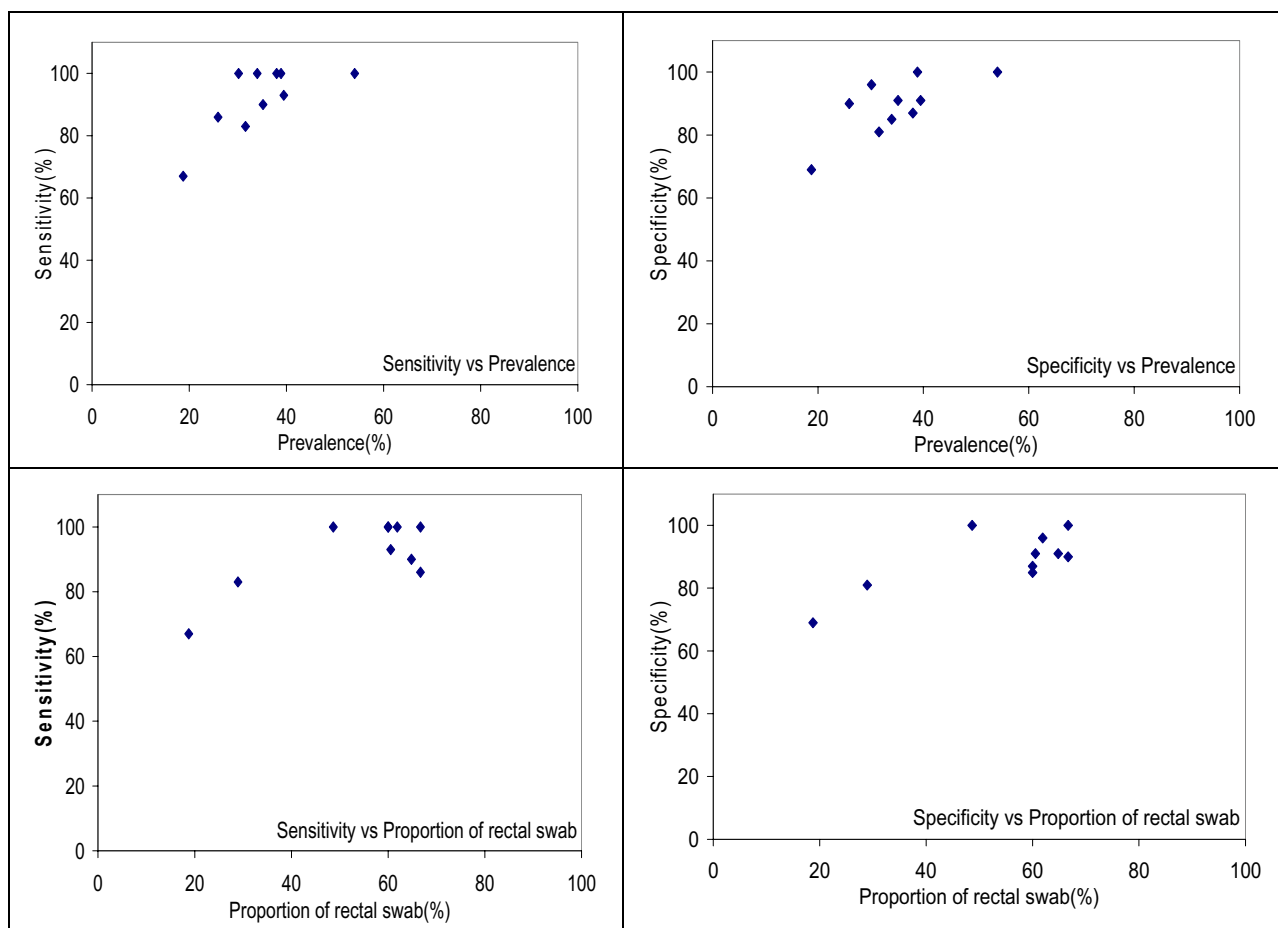 Sensitivity(%)
100
80
60
40
20
0
Sensitivity vs Prevalence
0 20 40 60 80 100
Prevalence(%)
Specificity(%)
100
80
60
40
20
0
Specificity vs Prevalence
0 20 40 60 80 100
Prevalence(%)
Sensitivity(%)
100
80
60
40
20
0
Sensitivity vs Proportion of rectal swab
0 20 40 60 80 100
Proportion of rectal swab(%)
Specificity(%)
100
80
60
40
20
0
Specificity vs Proportion of rectal swab
0 20 40 60 80 100
Proportion of rectal swab(%)